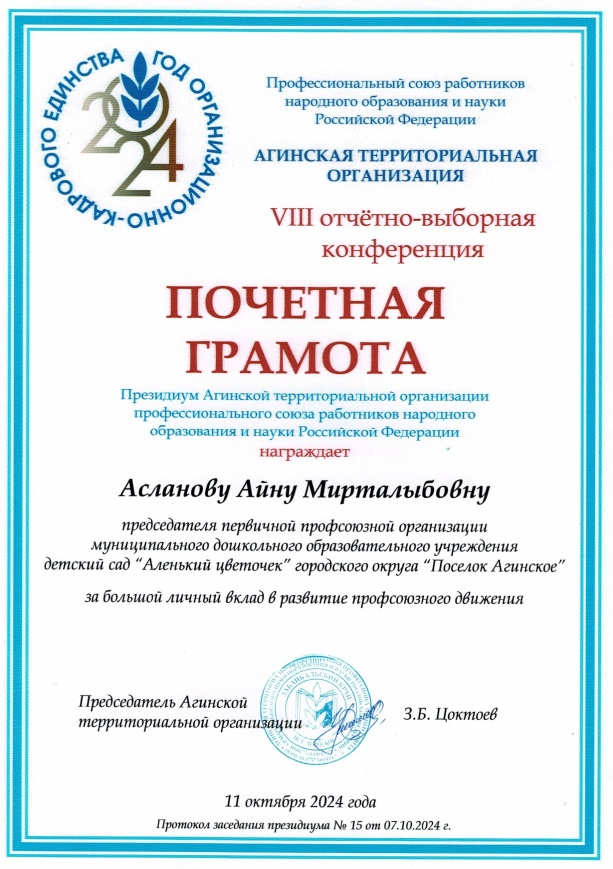 ГОД ОРГАНИЗАЦИОННО-КАДРОВОГО ЕДИНСТВА
2024
Профессиональный союз работников
народного образования и науки
Российской Федерации
АГИНСКАЯ ТЕРРИТОРИАЛЬНАЯ
ОРГАНИЗАЦИЯ
VIII отчётно-выборная
конференция
ПОЧЕТНАЯ
ГРАМОТА
Президиум Агинской территориальной организации
профессионального союза работников народного
образования и науки Российской Федерации
награждает
Асланову Айну Мирталыбовну
председателя первичной профсоюзной организации
муниципального дошкольного образовательного учреждения
детский сад “Аленький цветочек” городского округа “Поселок Агинское”
за большой личный вклад в развитие профсоюзного движения
Председатель Агинской
территориальной организации
З.Б. Цоктоев
11 октября 2024 года
Протокол заседания президиума № 15 от 07.10.2024 г.